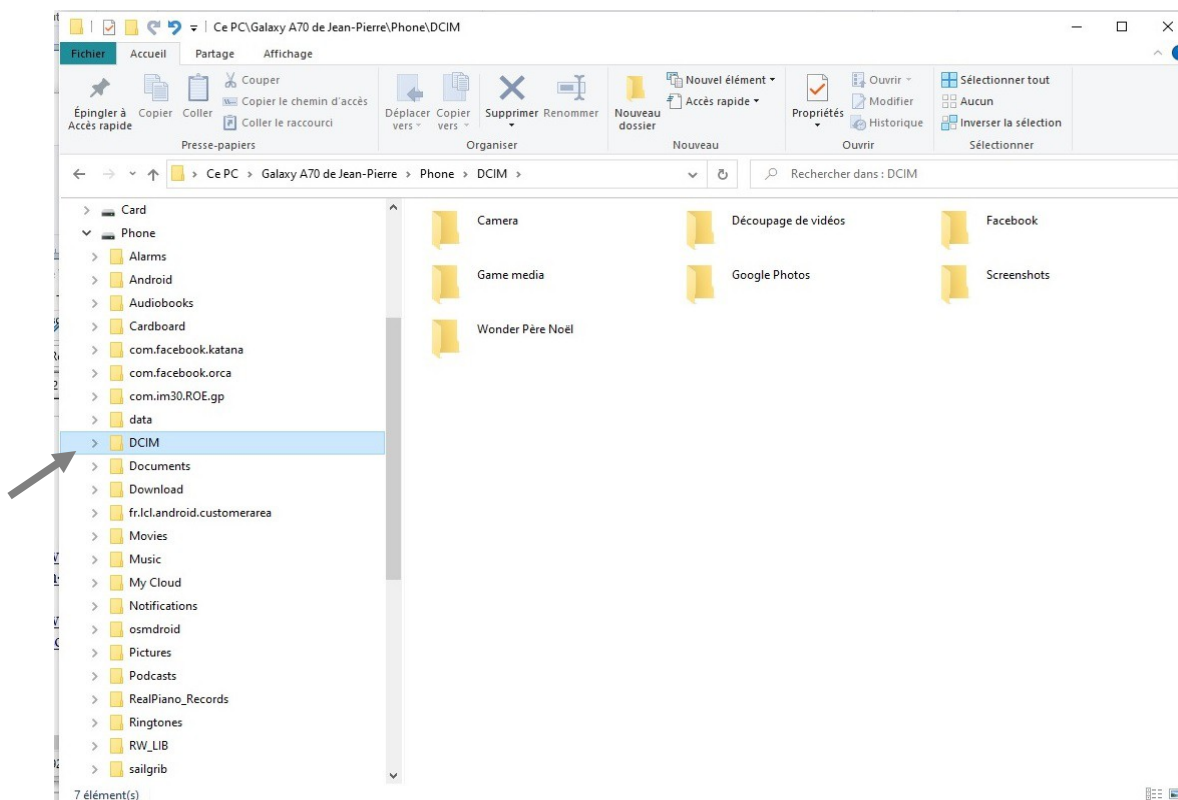 Ce PC\Galaxy A70 de Jean-Pierre\Phone\DCIM
Fichier Accueil Partage Affichage
Épingler à Accès rapide
Copier
Coller
Couper
Copier le chemin d'accès
Coller le raccourci
Presse-papiers
Déplacer vers
Copier vers
Supprimer
Renommer
Organiser
Nouveau dossier
Nouvel élément
Accès rapide
Nouveau
Propriétés
Ouvrir
Modifier
Historique
Ouvrir
Sélectionner tout
Aucun
Inverser la sélection
Sélectionner
Ce PC > Galaxy A70 de Jean-Pierre > Phone > DCIM >
Rechercher dans : DCIM
Card
Phone
Alarms
Android
Audiobooks
Cardboard
com.facebook.katana
com.facebook.orca
com.im30.ROE.gp
data
DCIM
Documents
Download
fr.lcl.android.customerarea
Movies
Music
My Cloud
Notifications
osmdroid
Pictures
Podcasts
RealPiano_Records
Ringtones
RW_LIB
sailgrib
Camera
Découpage de vidéos
Facebook
Game media
Google Photos
Screenshots
Wonder Père Noël
7 élément(s)